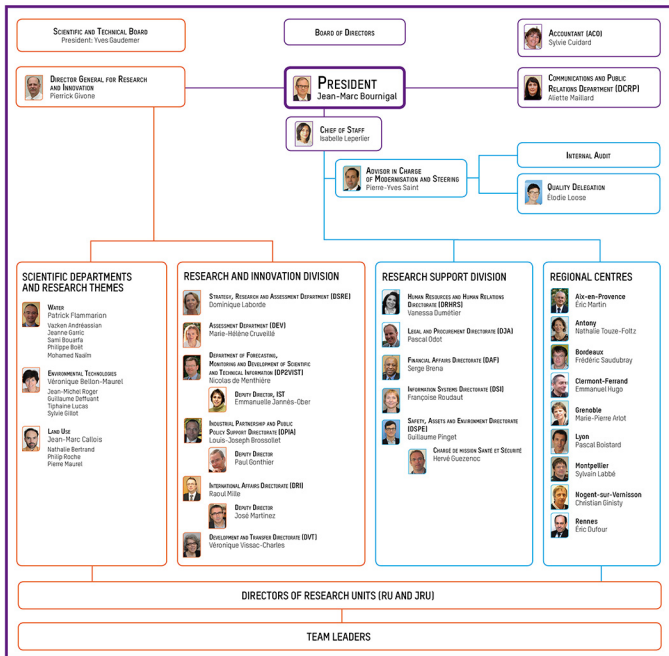 Scientific and Technical Board
President: Yves Gaudemer
Board of Directors
Accountant (ACO)
Sylvie Cuidard
Director General for Research
and Innovation
Pierrick Givone
President
Jean-Marc Bournigal
Communications and Public
Relations Department (DCRP)
Aliette Maillard
Chief of Staff
Isabelle Leperlier
Advisor in Charge
of Modernisation and Steering
Pierre-Yves Saint
Internal Audit
Quality Delegation
Élodie Loose
Scientific Departments
and Research Themes
Water
Patrick Flammarion
Vazken Andréassian
Jeanne Garric
Sami Bouarfa
Philippe Boët
Mohamed Naaïm
Environmental Technologies
Véronique Bellon-Maurel
Jean-Michel Roger
Guillaume Deffuant
Tiphaine Lucas
Sylvie Gillot
Land Use
Jean-Marc Callois
Nathalie Bertrand
Philip Roche
Pierre Maurel
Research and Innovation Division
Strategy, Research and Assessment Department (DSRE)
Dominique Laborde
Assessment Department (DEV)
Marie-Hélène Cruveillé
Department of Forecasting,
Monitoring and Development of Scientific
and Technical Information (DP2VIST)
Nicolas de Menthière
Deputy Director, IST
Emmanuelle Jannès-Ober
Industrial Partnership and Public
Policy Support Directorate (DPIA)
Louis-Joseph Brossollet
Deputy Director
Paul Gonthier
International Affairs Directorate (DRI)
Raoul Mille
Deputy Director
José Martinez
Development and Transfer Directorate (DVT)
Véronique Vissac-Charles
Research Support Division
Human Resources and Human Relations
Directorate (DRHRS)
Vanessa Dumétier
Legal and Procurement Directorate (DJA)
Pascal Odot
Financial Affairs Directorate (DAF)
Serge Brena
Information Systems Directorate (DSI)
Françoise Roudaut
Safety, Assets and Environment Directorate
(DSPE)
Guillaume Pinget
Chargé de mission Santé et Sécurité
Hervé Guezenoc
Regional Centres
Aix-en-Provence
Éric Martin
Antony
Nathalie Touze-Foltz
Bordeaux
Frédéric Saudubray
Clermont-Ferrand
Emmanuel Hugo
Grenoble
Marie-Pierre Arlot
Lyon
Pascal Boistard
Montpellier
Sylvain Labbé
Nogent-sur-Vernisson
Christian Ginisty
Rennes
Éric Dufour
Directors of Research Units (RU and JRU)
Team Leaders